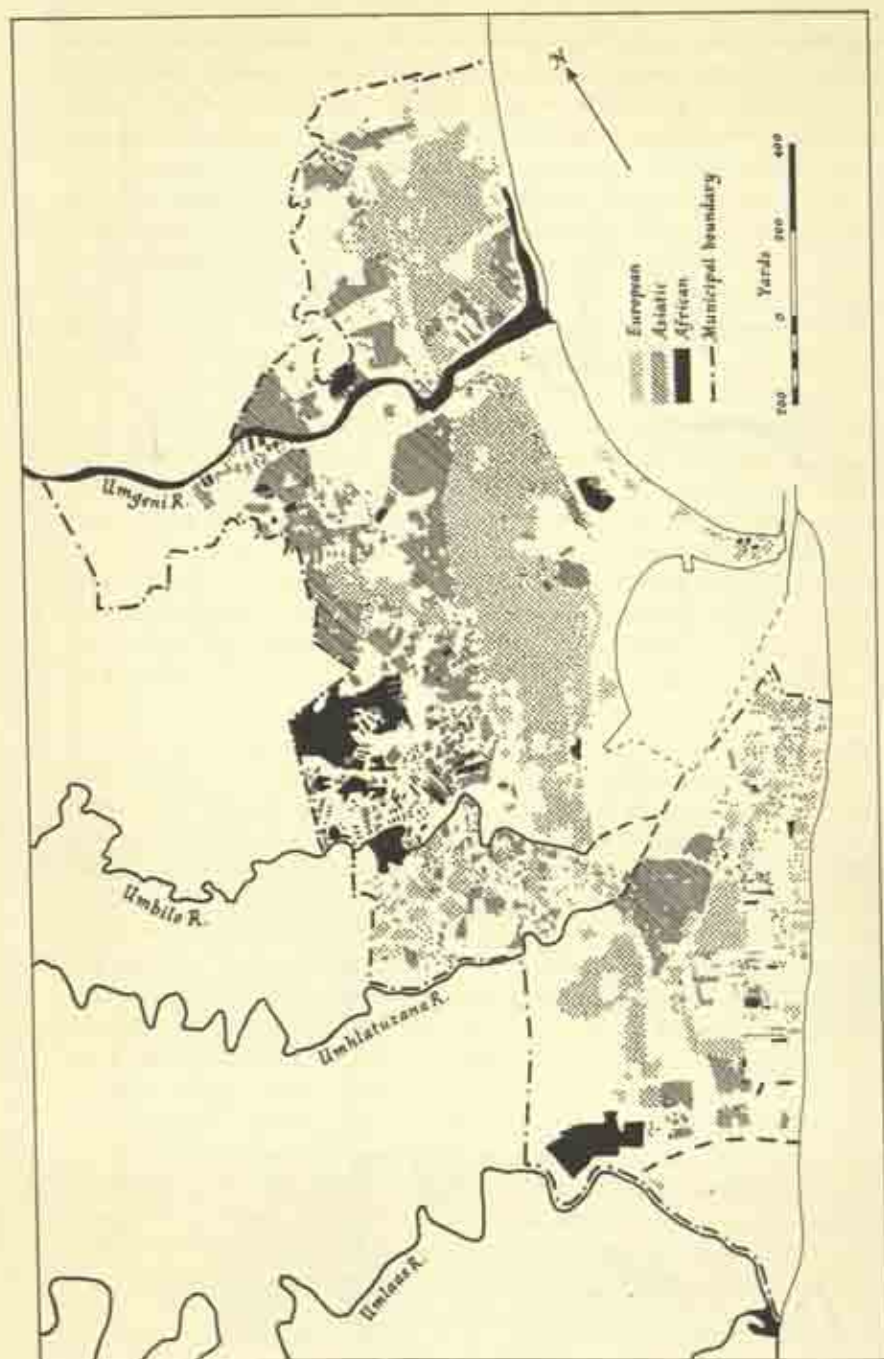 Umgeni R.
N
European
Asiatic
African
Municipal boundary
Yards
200 0 200 400
Umbilo R.
Umhlatuzana R.
Umlaas R.